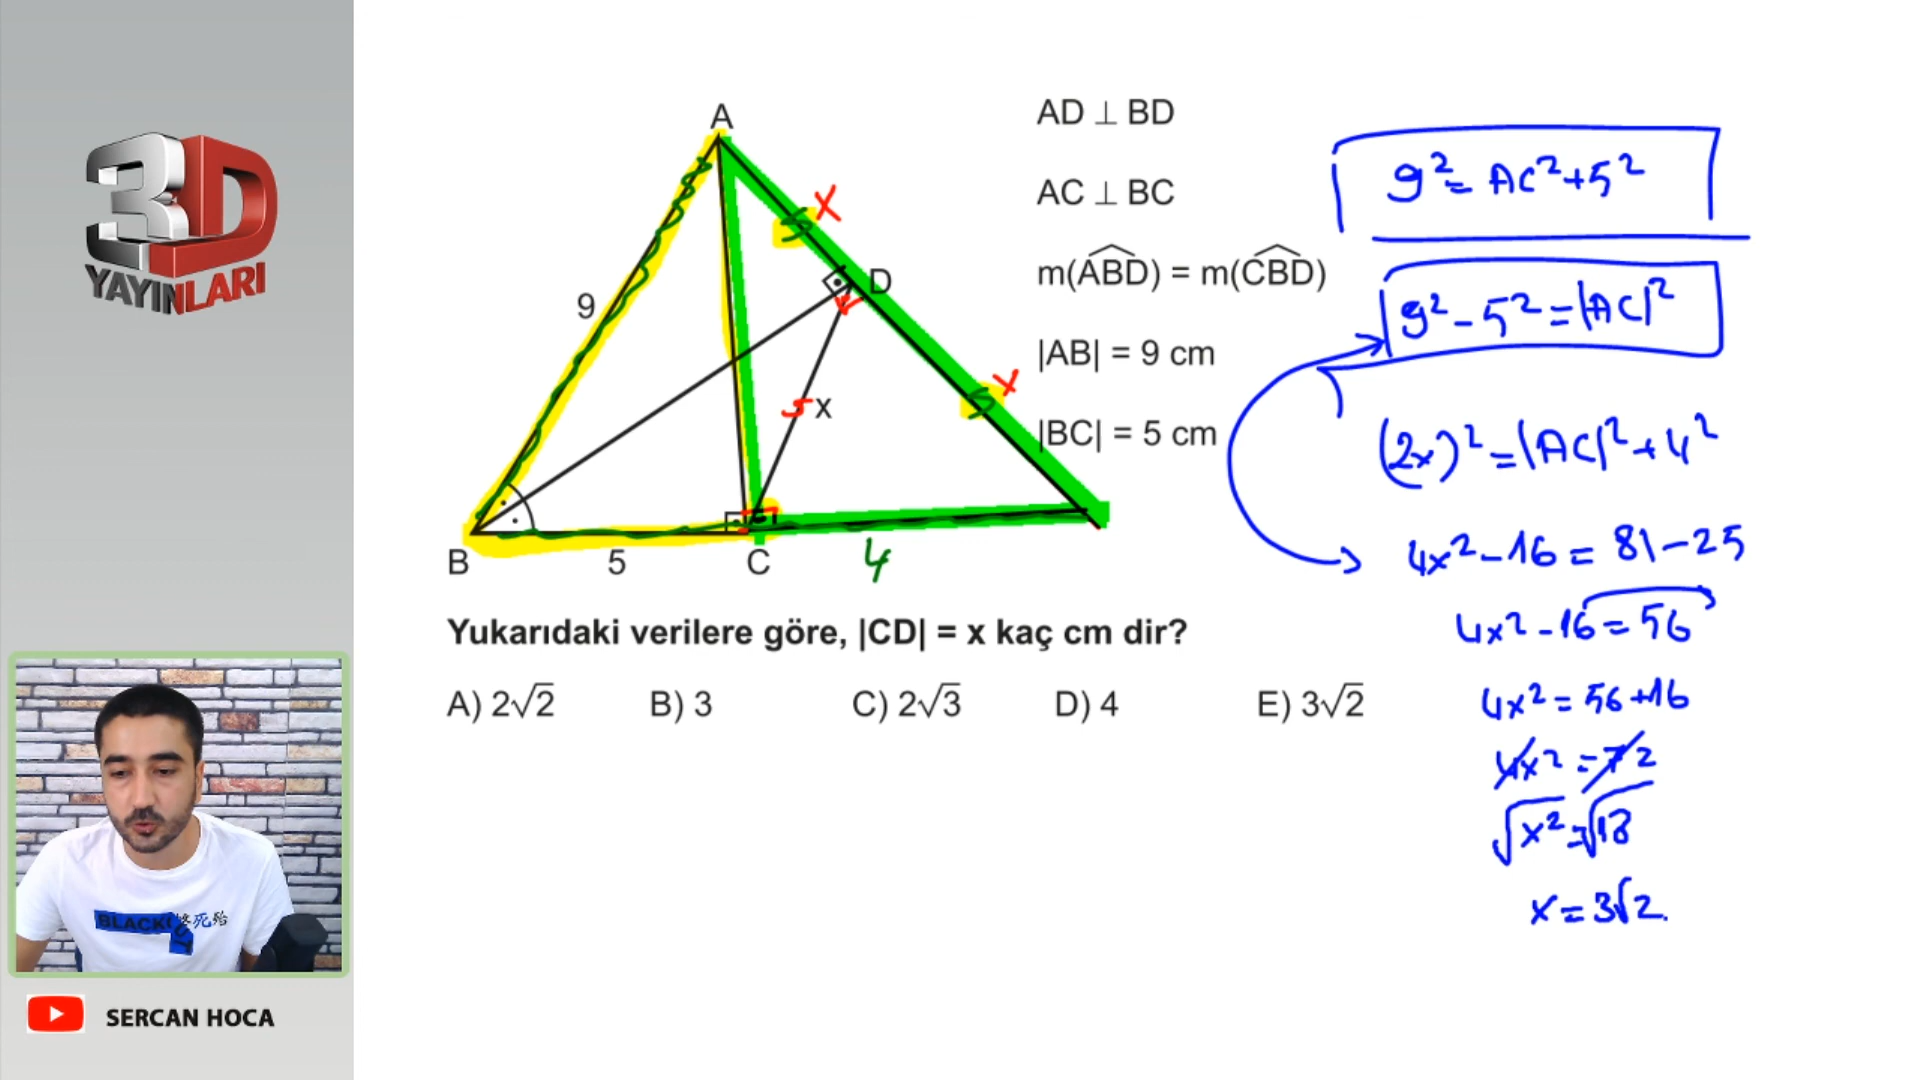 3D
YAYINLARI
A
AD ⊥ BD
AC ⊥ BC
m(ABD) = m(CBD)
|AB| = 9 cm
|BC| = 5 cm
9
x
x
D
x
x
B
5
C
4
9² = AC² + 5²
9² - 5² = |AC|²
(2x)² = |AC|² + 4²
4x² - 16 = 81 - 25
4x² - 16 = 56
4x² = 56 + 16
4x² = 72
√x² = √18
x = 3√2.
Yukarıdaki verilere göre, |CD| = x kaç cm dir?
A) 2√2 B) 3 C) 2√3 D) 4 E) 3√2
SERCAN HOCA